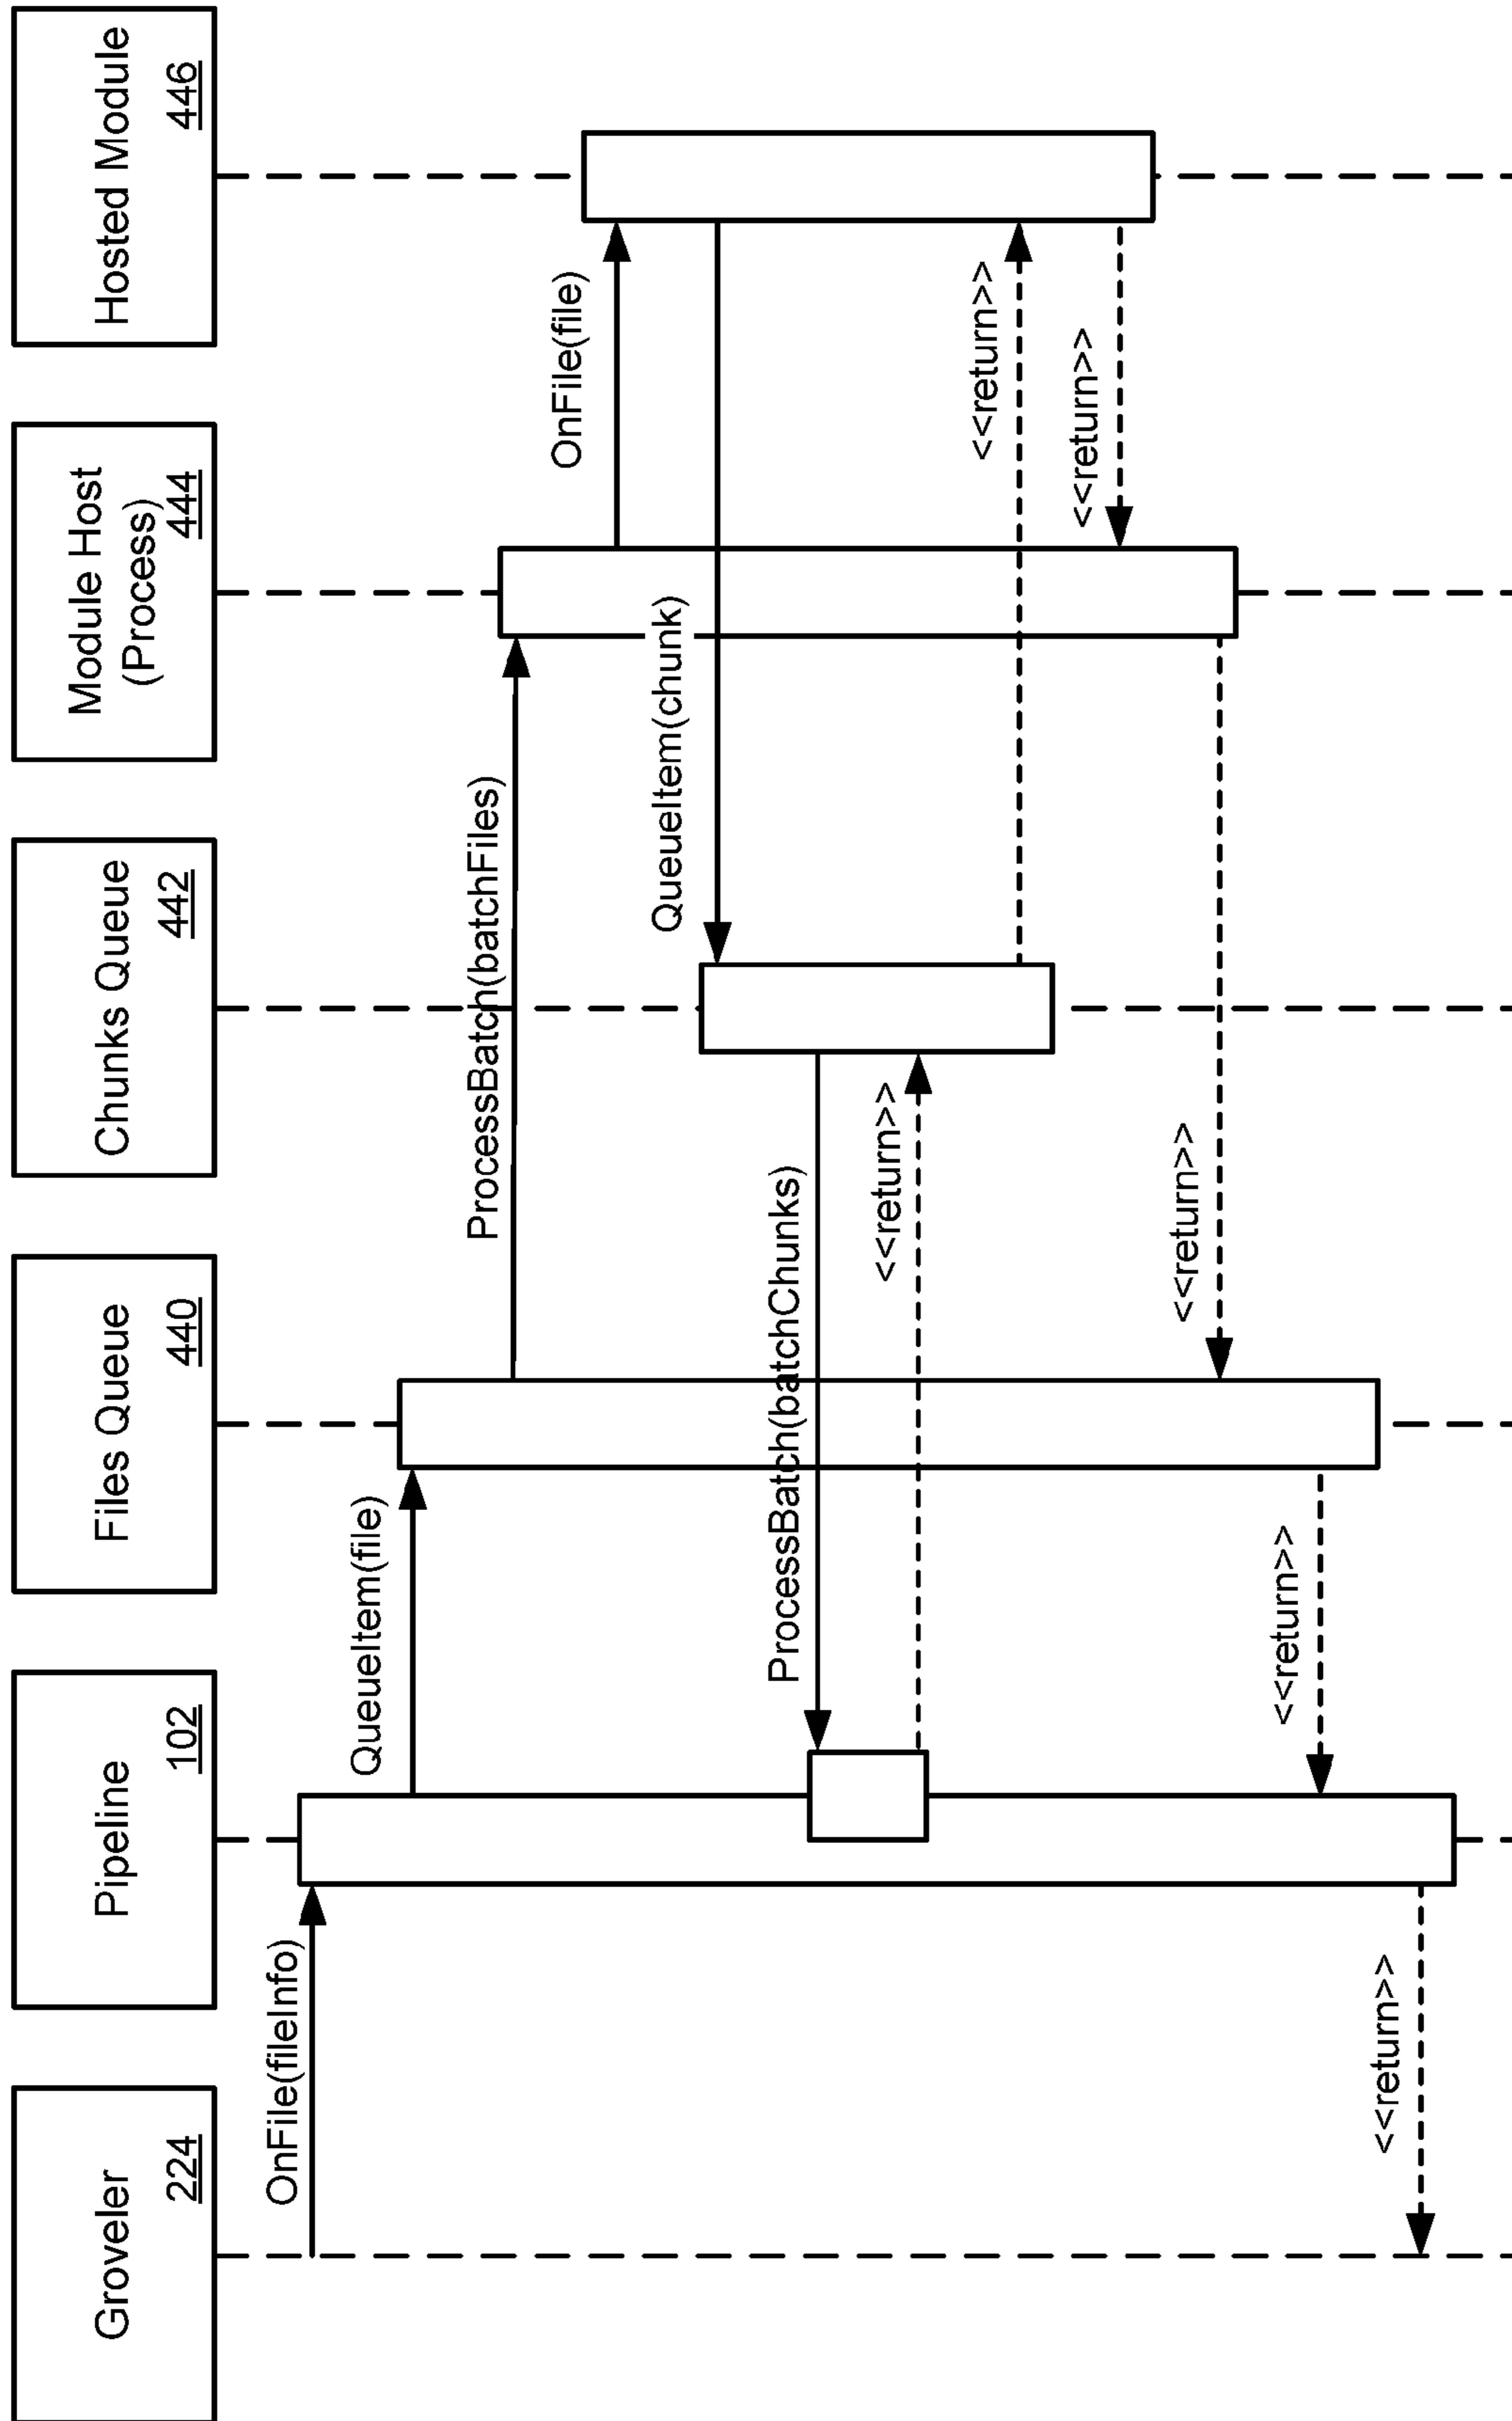 Groveler
224
Pipeline
102
Files Queue
440
Chunks Queue
442
Module Host
(Process)
444
Hosted Module
446
OnFile(fileInfo)
QueueItem(file)
ProcessBatch(batchFiles)
OnFile(file)
QueueItem(chunk)
ProcessBatch(batchChunks)
<<return>>
<<return>>
<<return>>
<<return>>
<<return>>
<<return>>